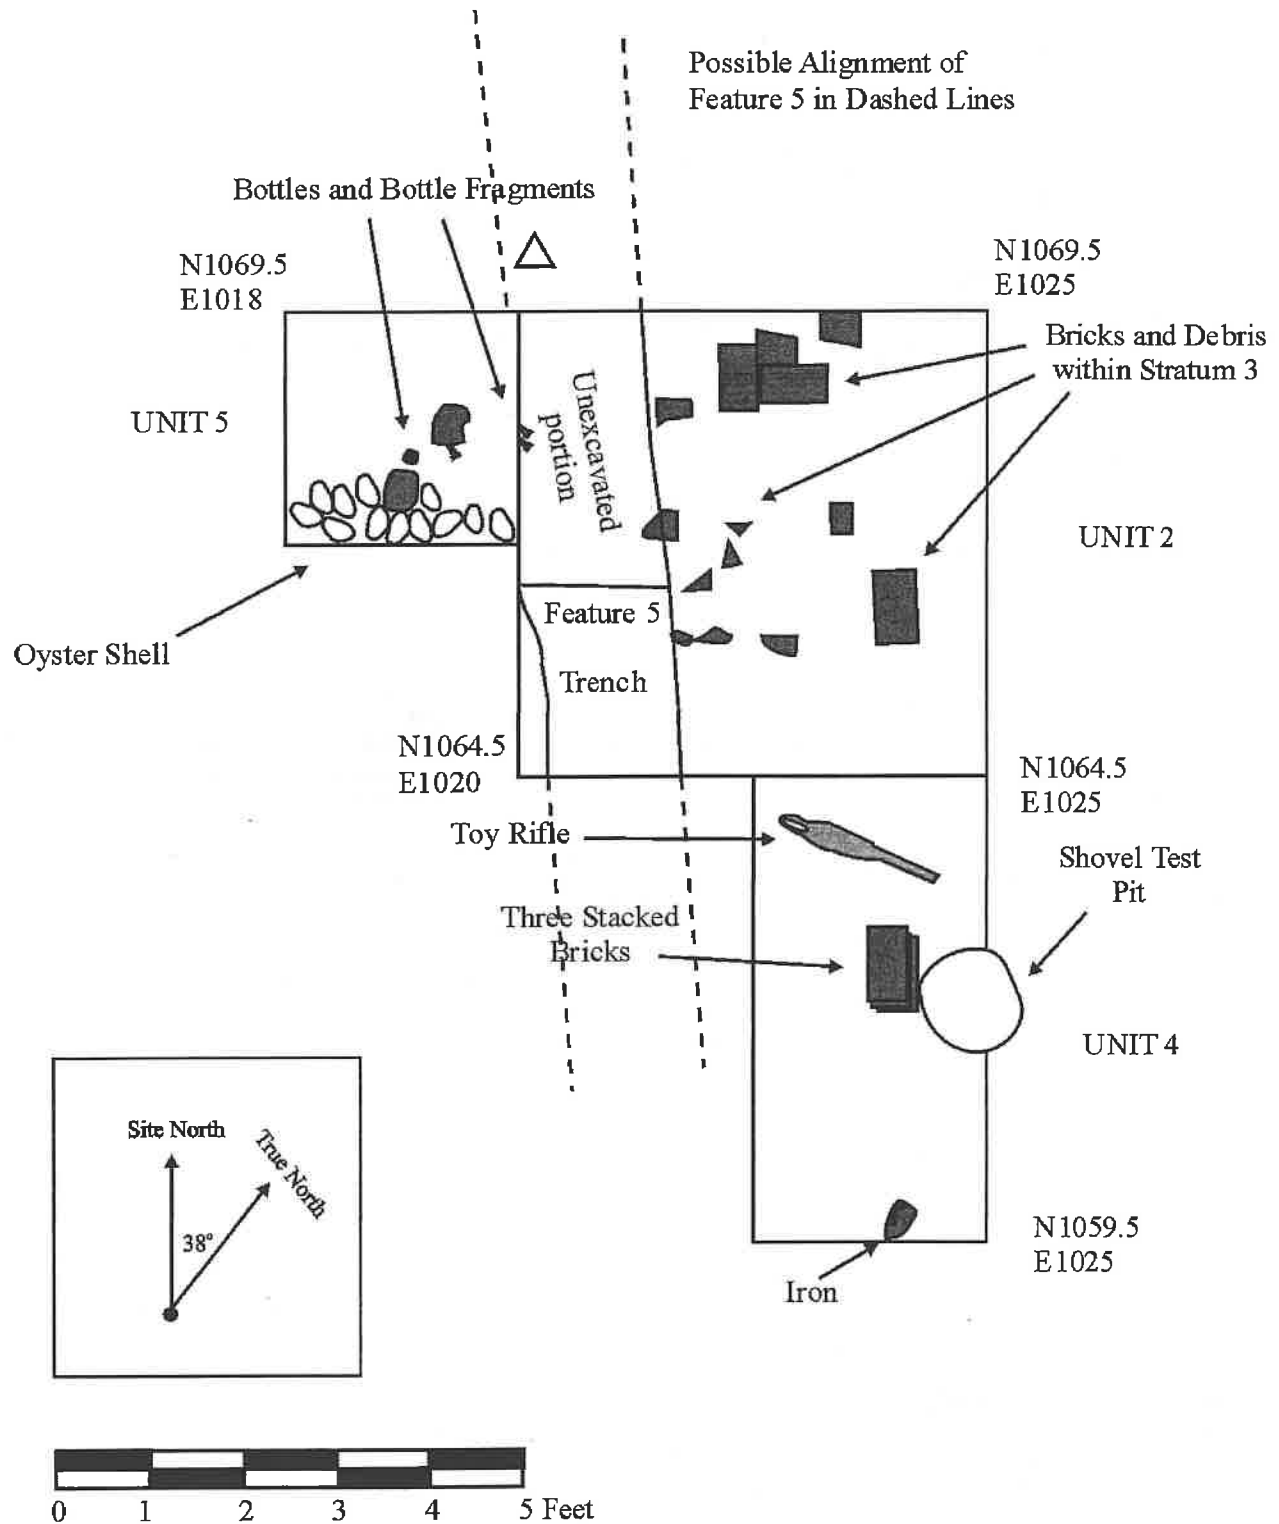 Possible Alignment of
Feature 5 in Dashed Lines
Bottles and Bottle Fragments
N1069.5
E1018
N1069.5
E1025
Bricks and Debris
within Stratum 3
UNIT 5
Unexcavated
portion
UNIT 2
Oyster Shell
Feature 5
Trench
N1064.5
E1020
N1064.5
E1025
Toy Rifle
Shovel Test
Pit
Three Stacked
Bricks
UNIT 4
Site North
True North
38°
N1059.5
E1025
Iron
0 1 2 3 4 5 Feet